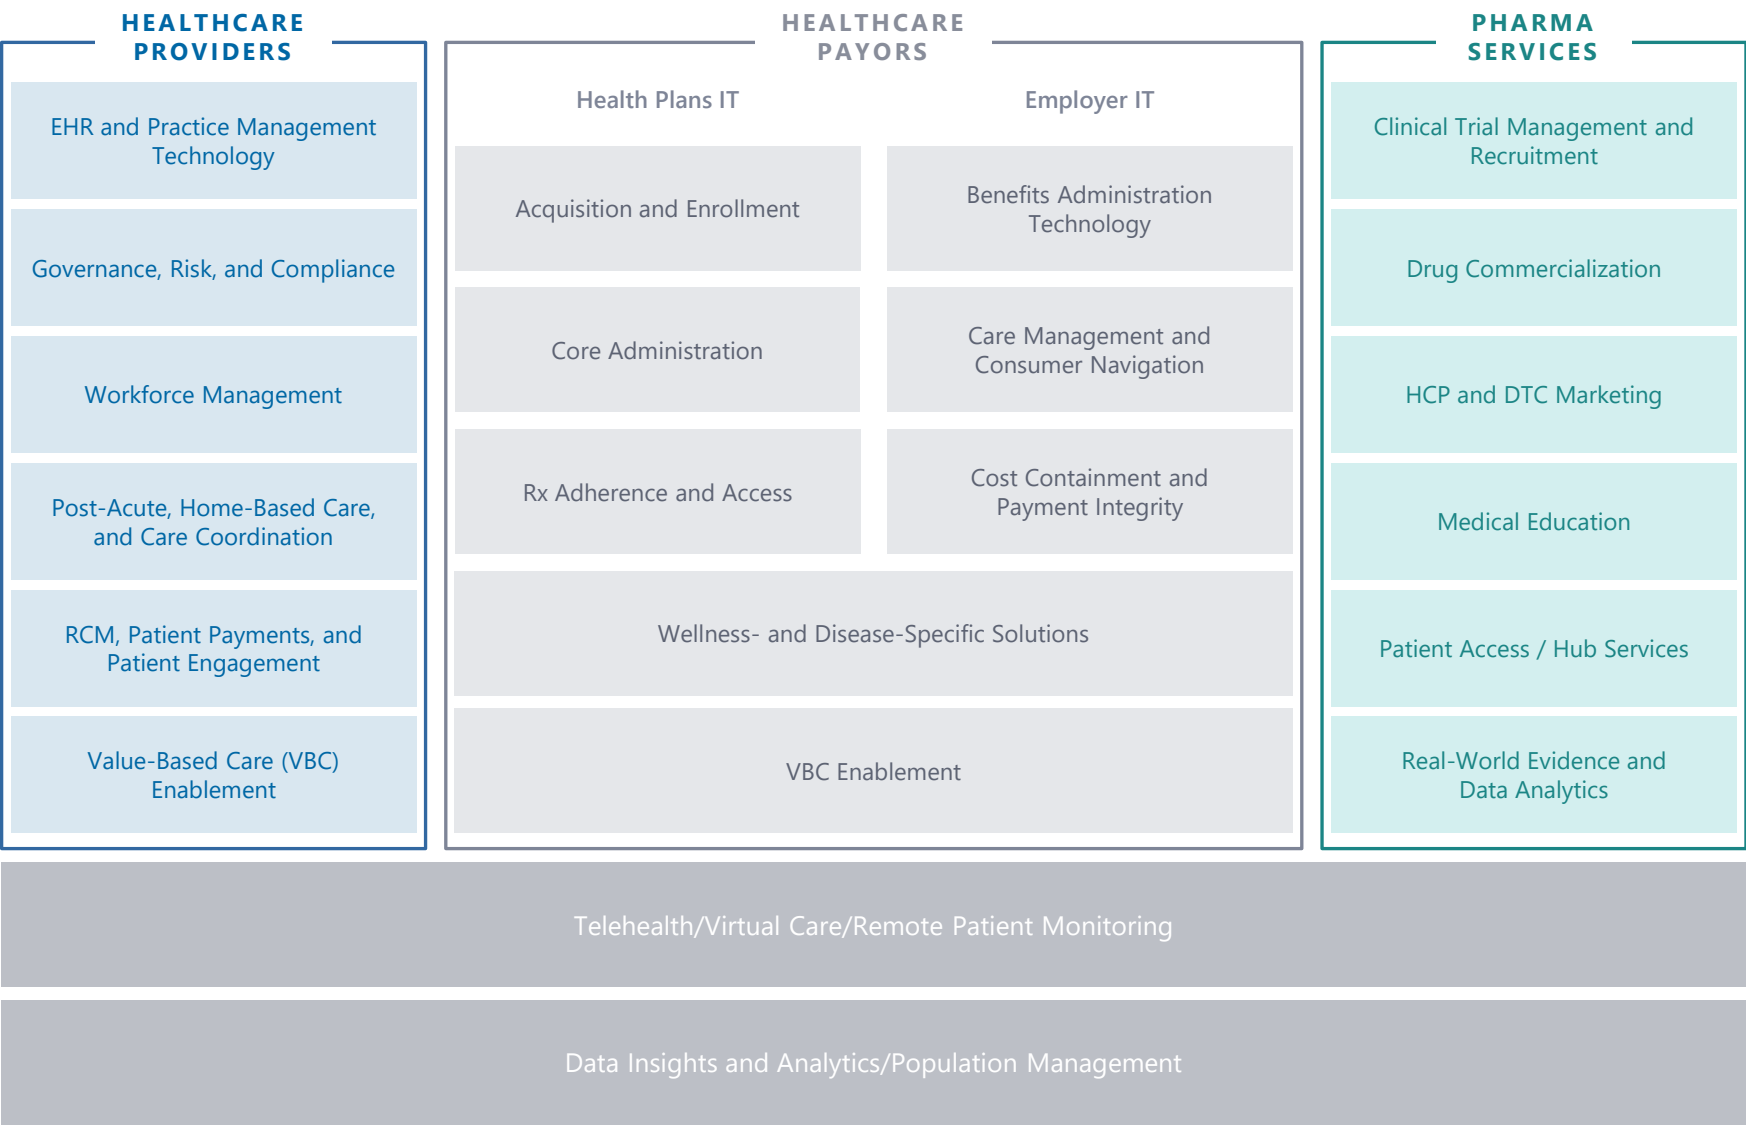 HEALTHCARE
PROVIDERS
EHR and Practice Management
Technology
Governance, Risk, and Compliance
Workforce Management
Post-Acute, Home-Based Care,
and Care Coordination
RCM, Patient Payments, and
Patient Engagement
Value-Based Care (VBC)
Enablement
HEALTHCARE
PAYORS
Health Plans IT
Acquisition and Enrollment
Core Administration
Rx Adherence and Access
Employer IT
Benefits Administration
Technology
Care Management and
Consumer Navigation
Cost Containment and
Payment Integrity
Wellness- and Disease-Specific Solutions
VBC Enablement
PHARMA
SERVICES
Clinical Trial Management and
Recruitment
Drug Commercialization
HCP and DTC Marketing
Medical Education
Patient Access / Hub Services
Real-World Evidence and
Data Analytics
Telehealth/Virtual Care/Remote Patient Monitoring
Data Insights and Analytics/Population Management